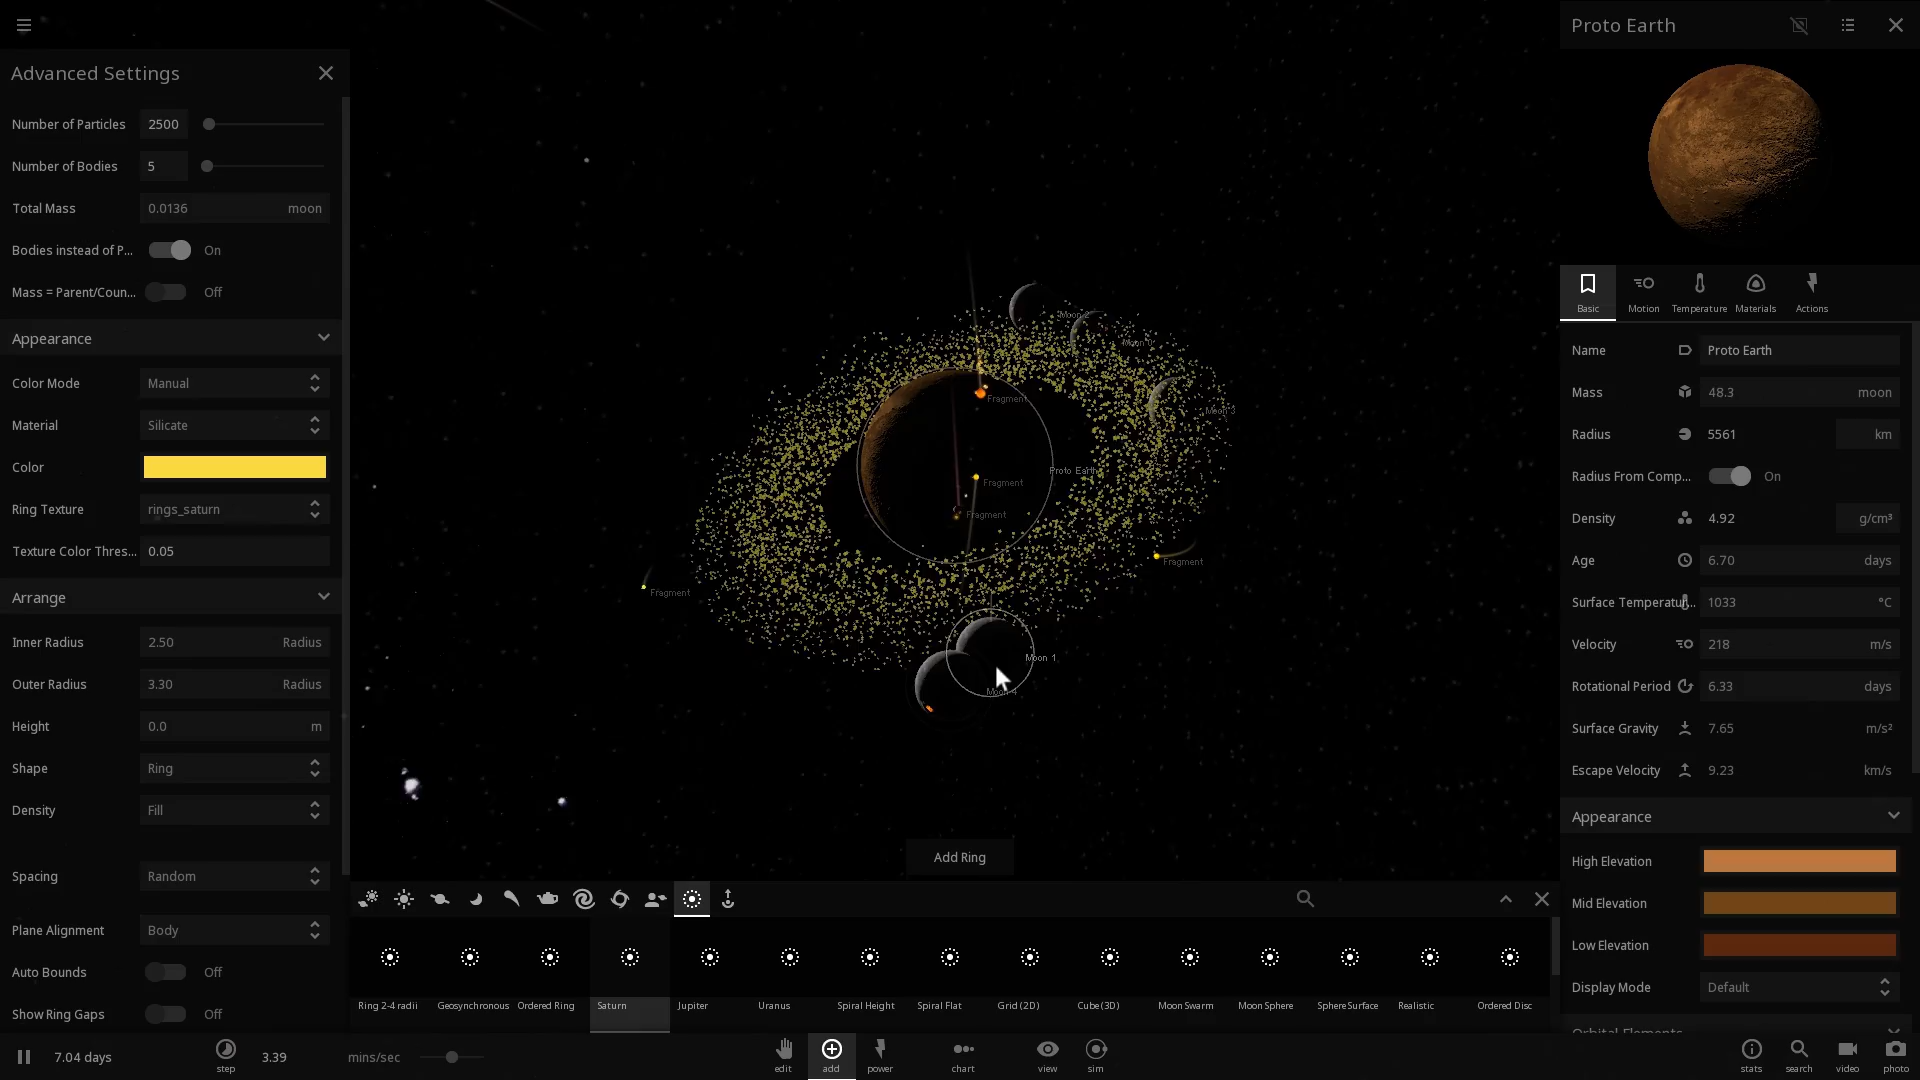 Advanced Settings
Number of Particles 2500
Number of Bodies 5
Total Mass 0.0136 moon
Bodies instead of P... On
Mass = Parent/Coun... Off
Appearance
Color Mode Manual
Material Silicate
Color
Ring Texture rings_saturn
Texture Color Thres... 0.05
Arrange
Inner Radius 2.50 Radius
Outer Radius 3.30 Radius
Height 0.0 m
Shape Ring
Density Fill
Spacing Random
Plane Alignment Body
Auto Bounds Off
Show Ring Gaps Off
Moon 2
Moon 3
Fragment
Proto Earth
Fragment
Fragment
Fragment
Fragment
Moon 1
Moon 4
Add Ring
Ring 2-4 radii Geosynchronous Ordered Ring Saturn Jupiter Uranus Spiral Height Spiral Flat Grid (2D) Cube (3D) Moon Swarm Moon Sphere Sphere Surface Realistic Ordered Disc
7.04 days step 3.39 mins/sec
edit add power chart view sim
stats search video photo
Proto Earth
Basic Motion Temperature Materials Actions
Name Proto Earth
Mass 48.3 moon
Radius 5561 km
Radius From Comp... On
Density 4.92 g/cm³
Age 6.70 days
Surface Temperatur... 1033 °C
Velocity 218 m/s
Rotational Period 6.33 days
Surface Gravity 7.65 m/s²
Escape Velocity 9.23 km/s
Appearance
High Elevation
Mid Elevation
Low Elevation
Display Mode Default
Orbital Elements